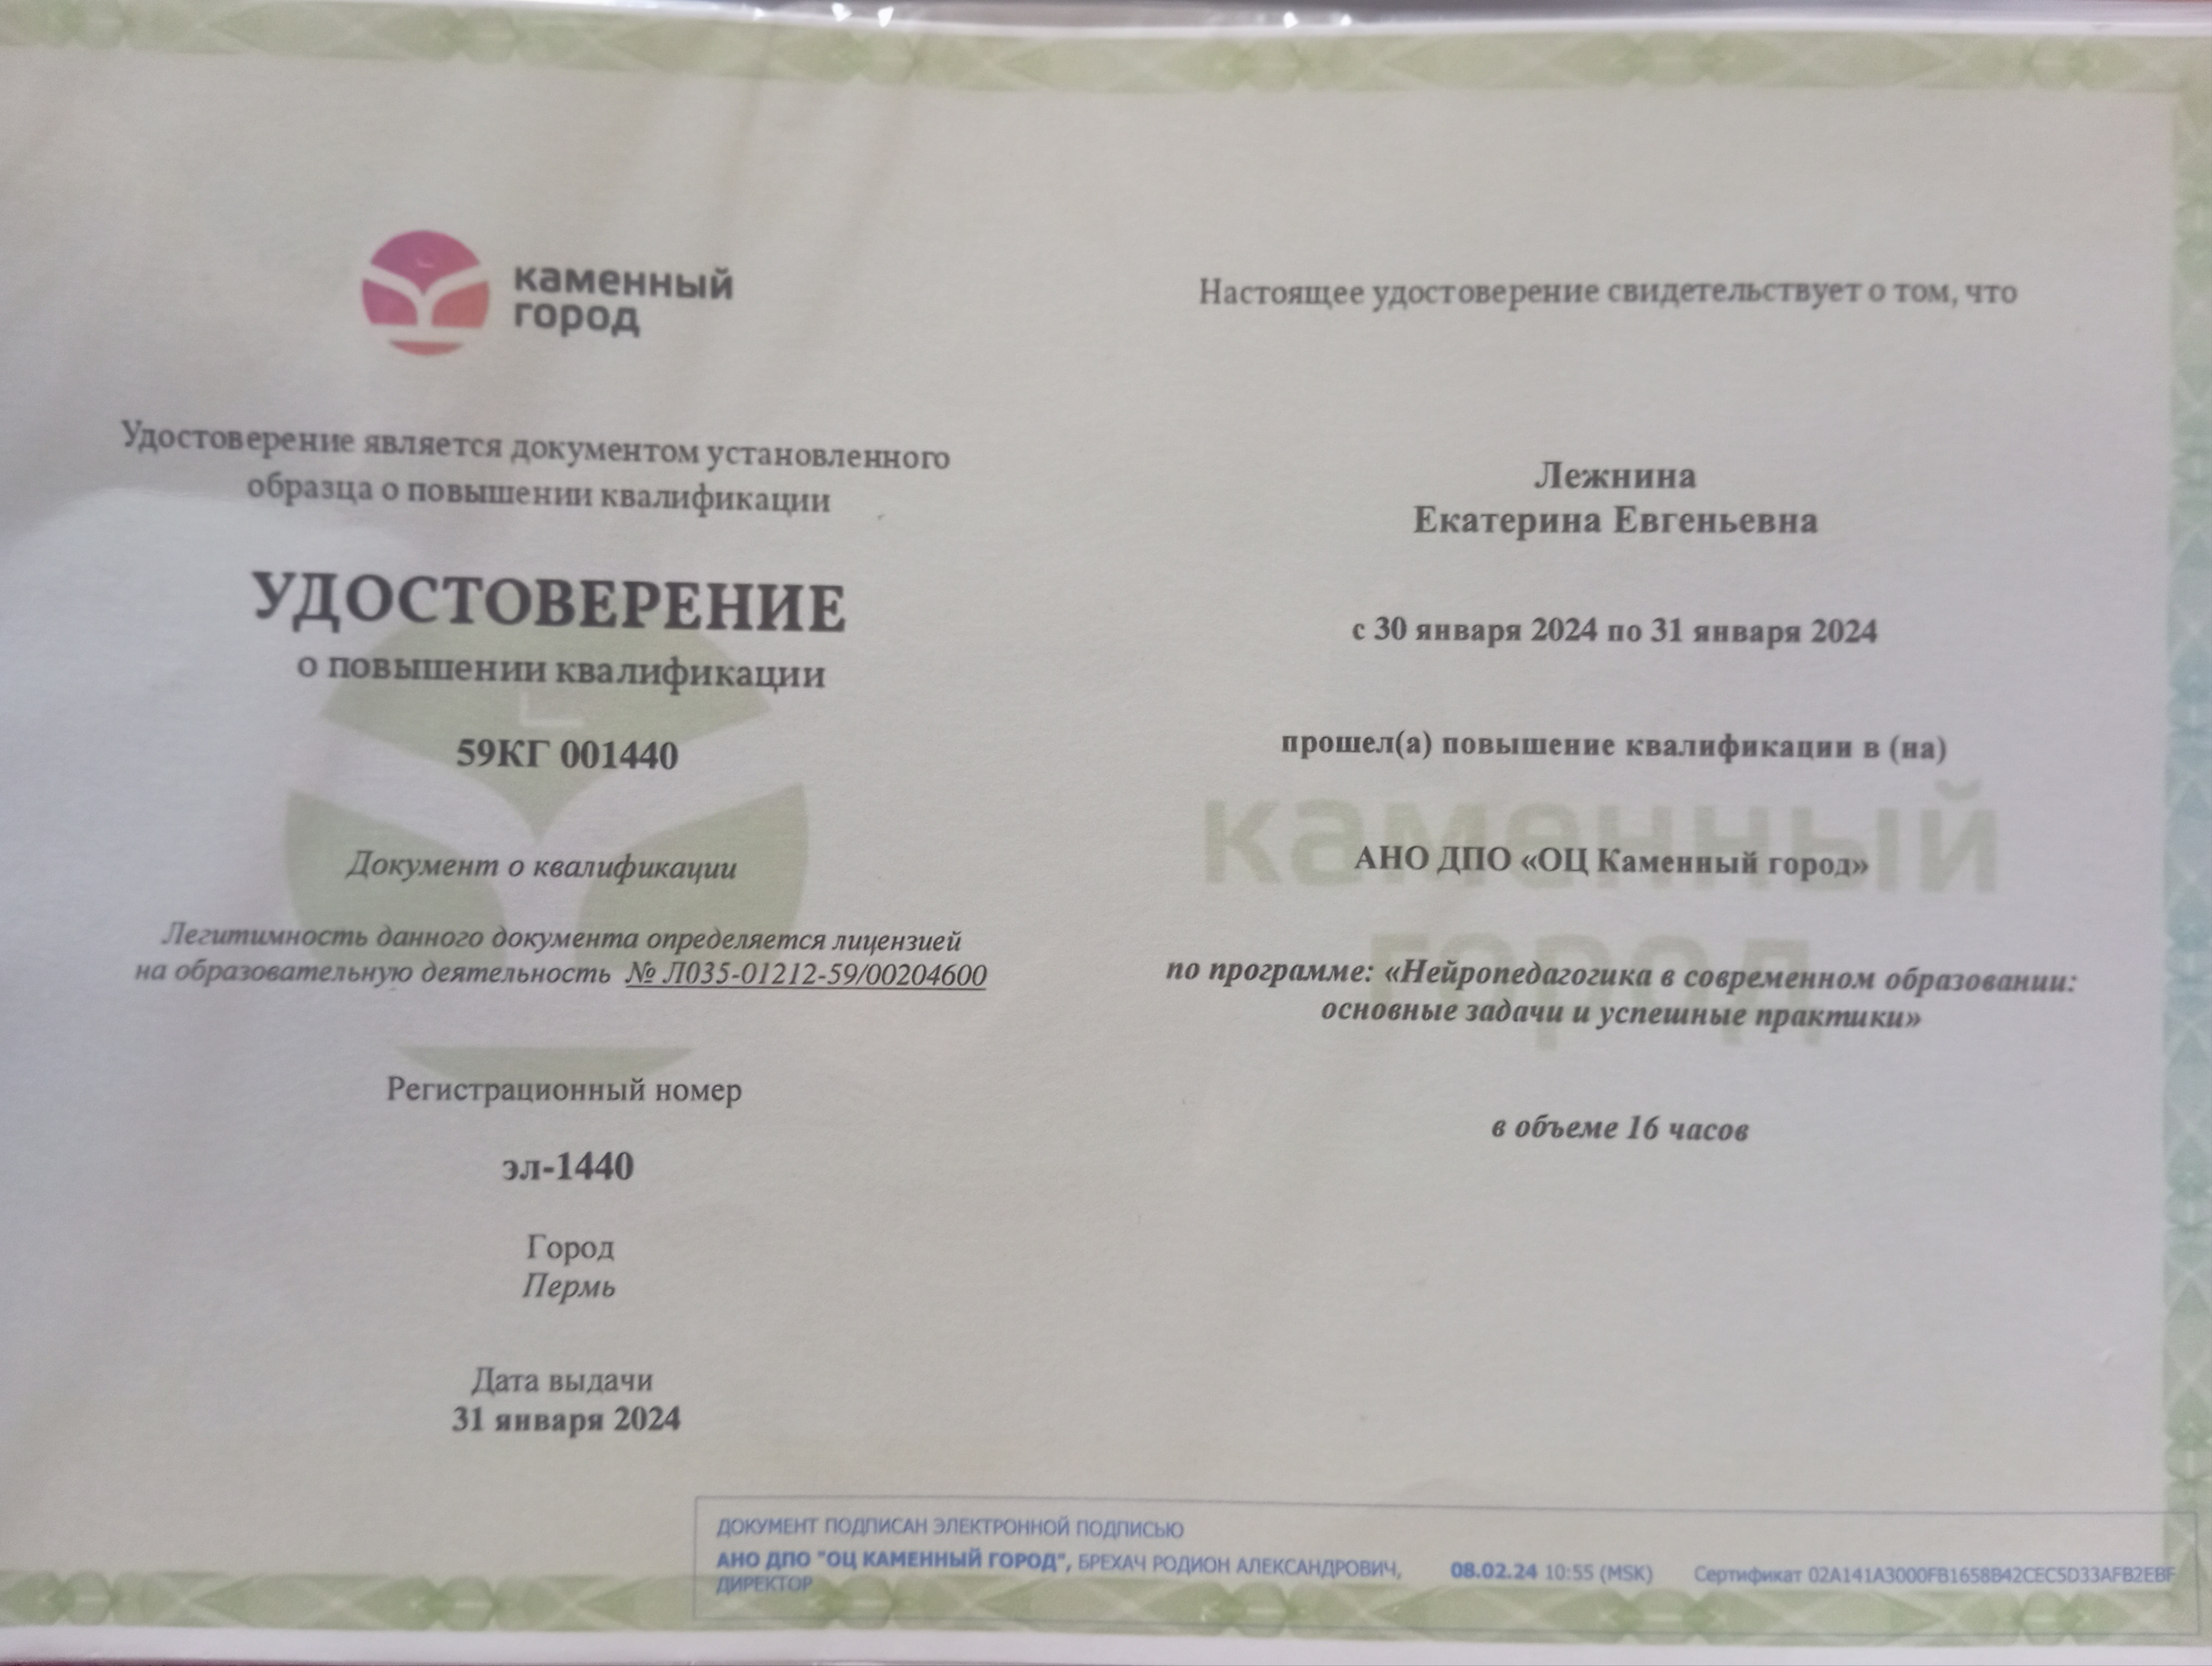 каменный
город
Удостоверение является документом установленного
образца о повышении квалификации
УДОСТОВЕРЕНИЕ
о повышении квалификации
59КГ 001440
Документ о квалификации
Легитимность данного документа определяется лицензией
на образовательную деятельность № Л035-01212-59/00204600
Регистрационный номер
эл-1440
Город
Пермь
Дата выдачи
31 января 2024
Настоящее удостоверение свидетельствует о том, что
Лежнина
Екатерина Евгеньевна
с 30 января 2024 по 31 января 2024
прошел(а) повышение квалификации в (на)
каменный
АНО ДПО «ОЦ Каменный город»
город
по программе: «Нейропедагогика в современном образовании:
основные задачи и успешные практики»
в объеме 16 часов
ДОКУМЕНТ ПОДПИСАН ЭЛЕКТРОННОЙ ПОДПИСЬЮ
АНО ДПО "ОЦ КАМЕННЫЙ ГОРОД", БРЕХАЧ РОДИОН АЛЕКСАНДРОВИЧ,
ДИРЕКТОР
08.02.24 10:55 (MSK)
Сертификат 02A141A3000FB1658B42CEC5D33AFB2EBF